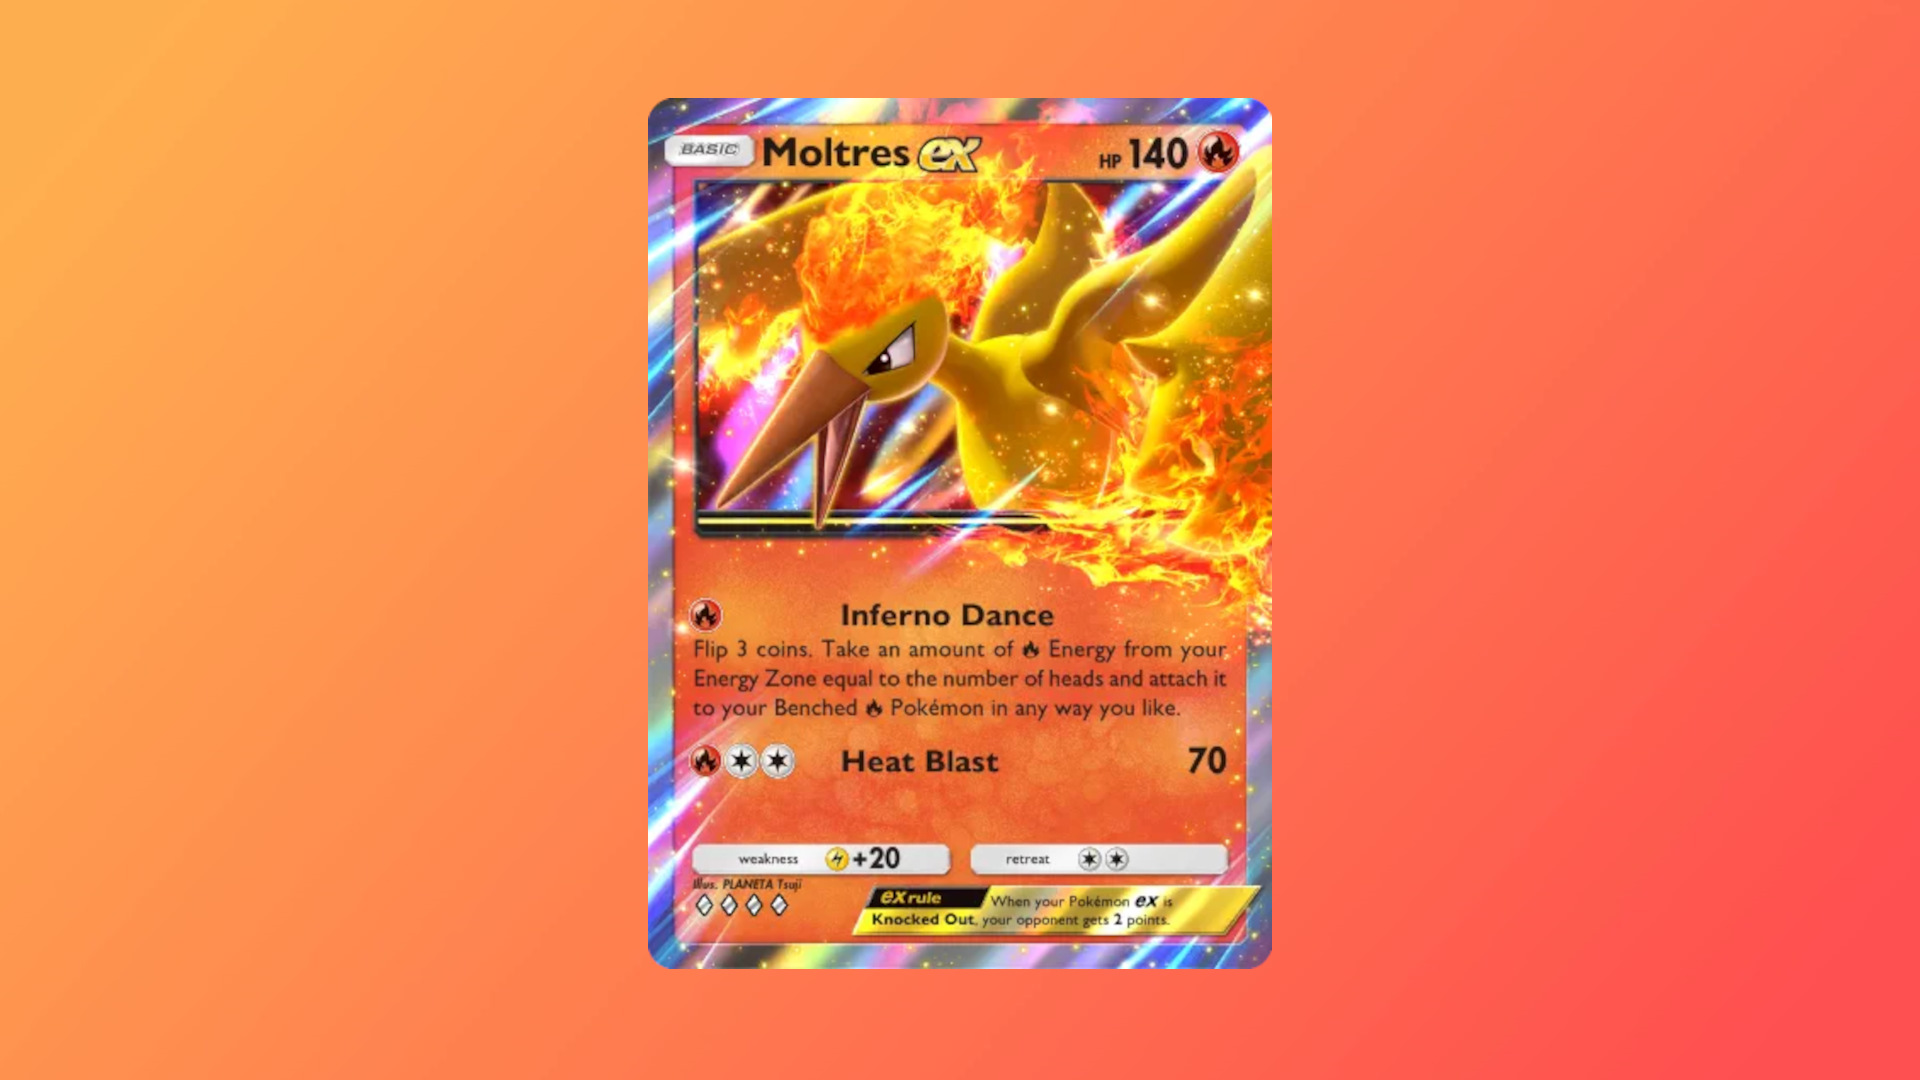 BASIC Moltres ex HP 140
Inferno Dance
Flip 3 coins. Take an amount of Energy from your
Energy Zone equal to the number of heads and attach it
to your Benched Pokémon in any way you like.
Heat Blast 70
weakness +20 retreat
Illus. PLANETA Tsuji
ex rule When your Pokémon ex is
Knocked Out, your opponent gets 2 points.